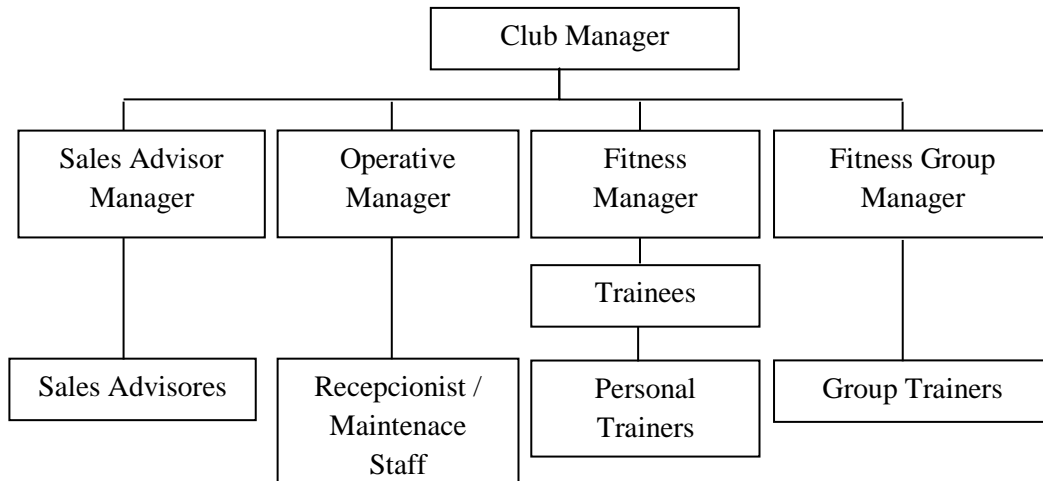 Club Manager
Sales Advisor
Manager
Operative
Manager
Fitness
Manager
Fitness Group
Manager
Trainees
Sales Advisores
Recepcionist /
Maintenace
Staff
Personal
Trainers
Group Trainers